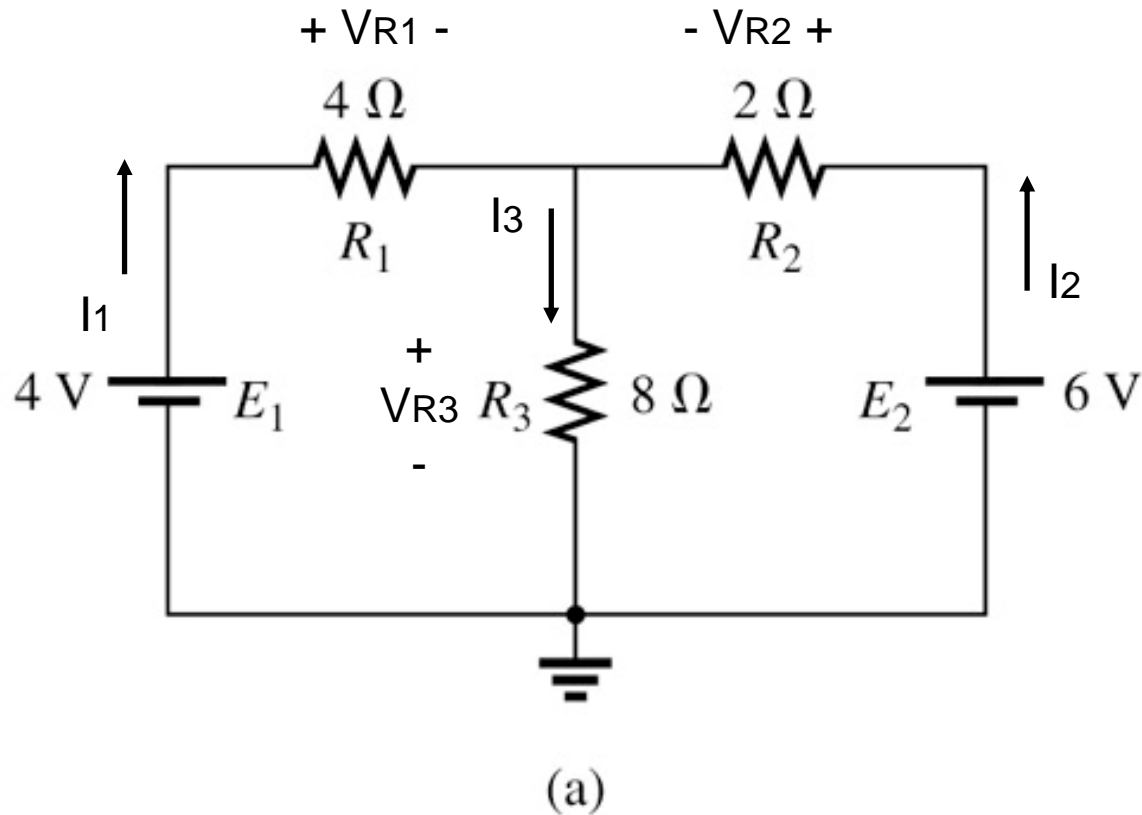 + VR1 - - VR2 +
4 Ω 2 Ω
R1 I3 R2
I1 I2
+
4 V E1 VR3 R3 8 Ω E2 6 V
-
(a)